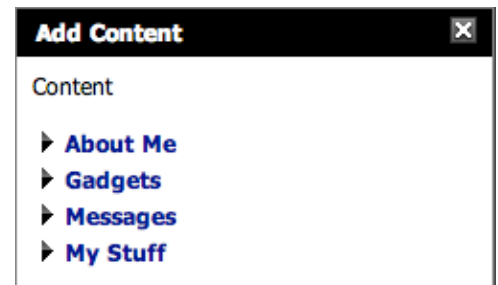 Add Content
Content
About Me
Gadgets
Messages
My Stuff